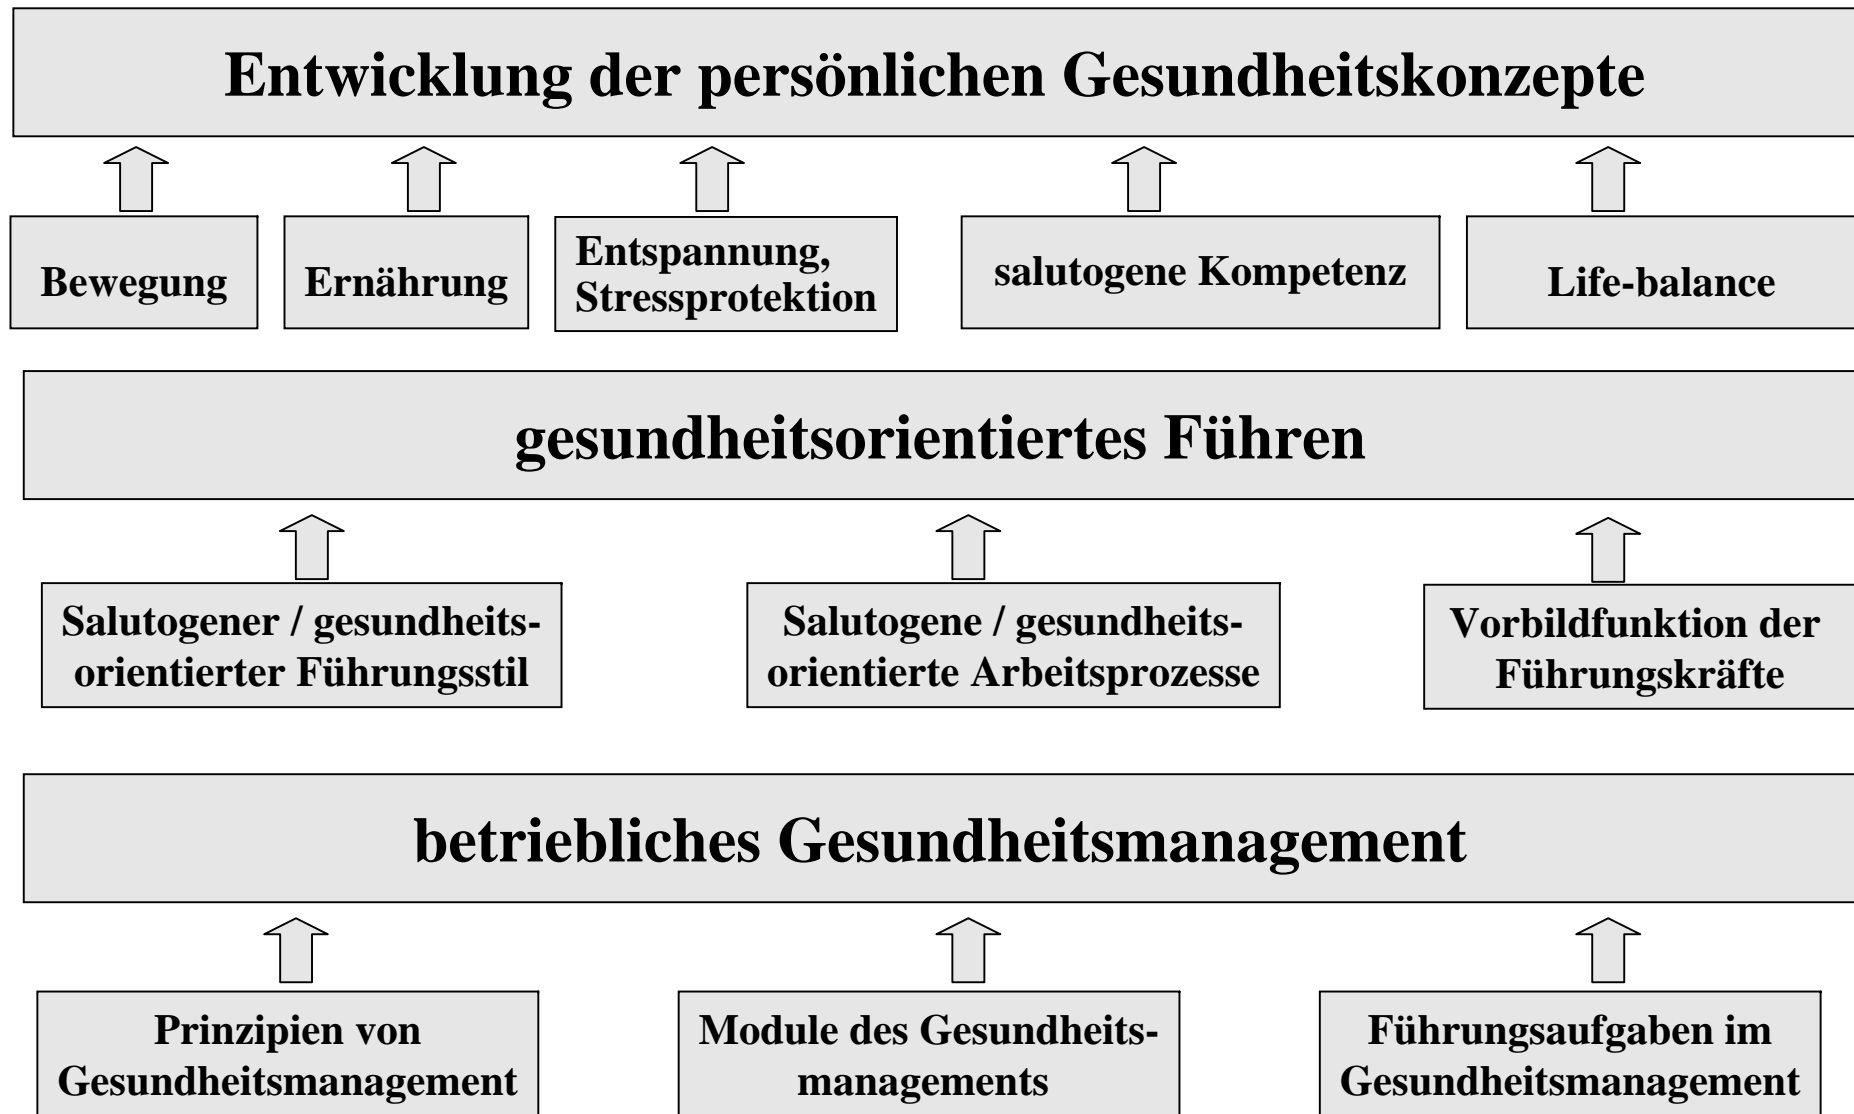 Entwicklung der persönlichen Gesundheitskonzepte
Bewegung
Ernährung
Entspannung,
Stressprotektion
salutogene Kompetenz
Life-balance
gesundheitsorientiertes Führen
Salutogener / gesundheits-
orientierter Führungsstil
Salutogene / gesundheits-
orientierte Arbeitsprozesse
Vorbildfunktion der
Führungskräfte
betriebliches Gesundheitsmanagement
Prinzipien von
Gesundheitsmanagement
Module des Gesundheits-
managements
Führungsaufgaben im
Gesundheitsmanagement